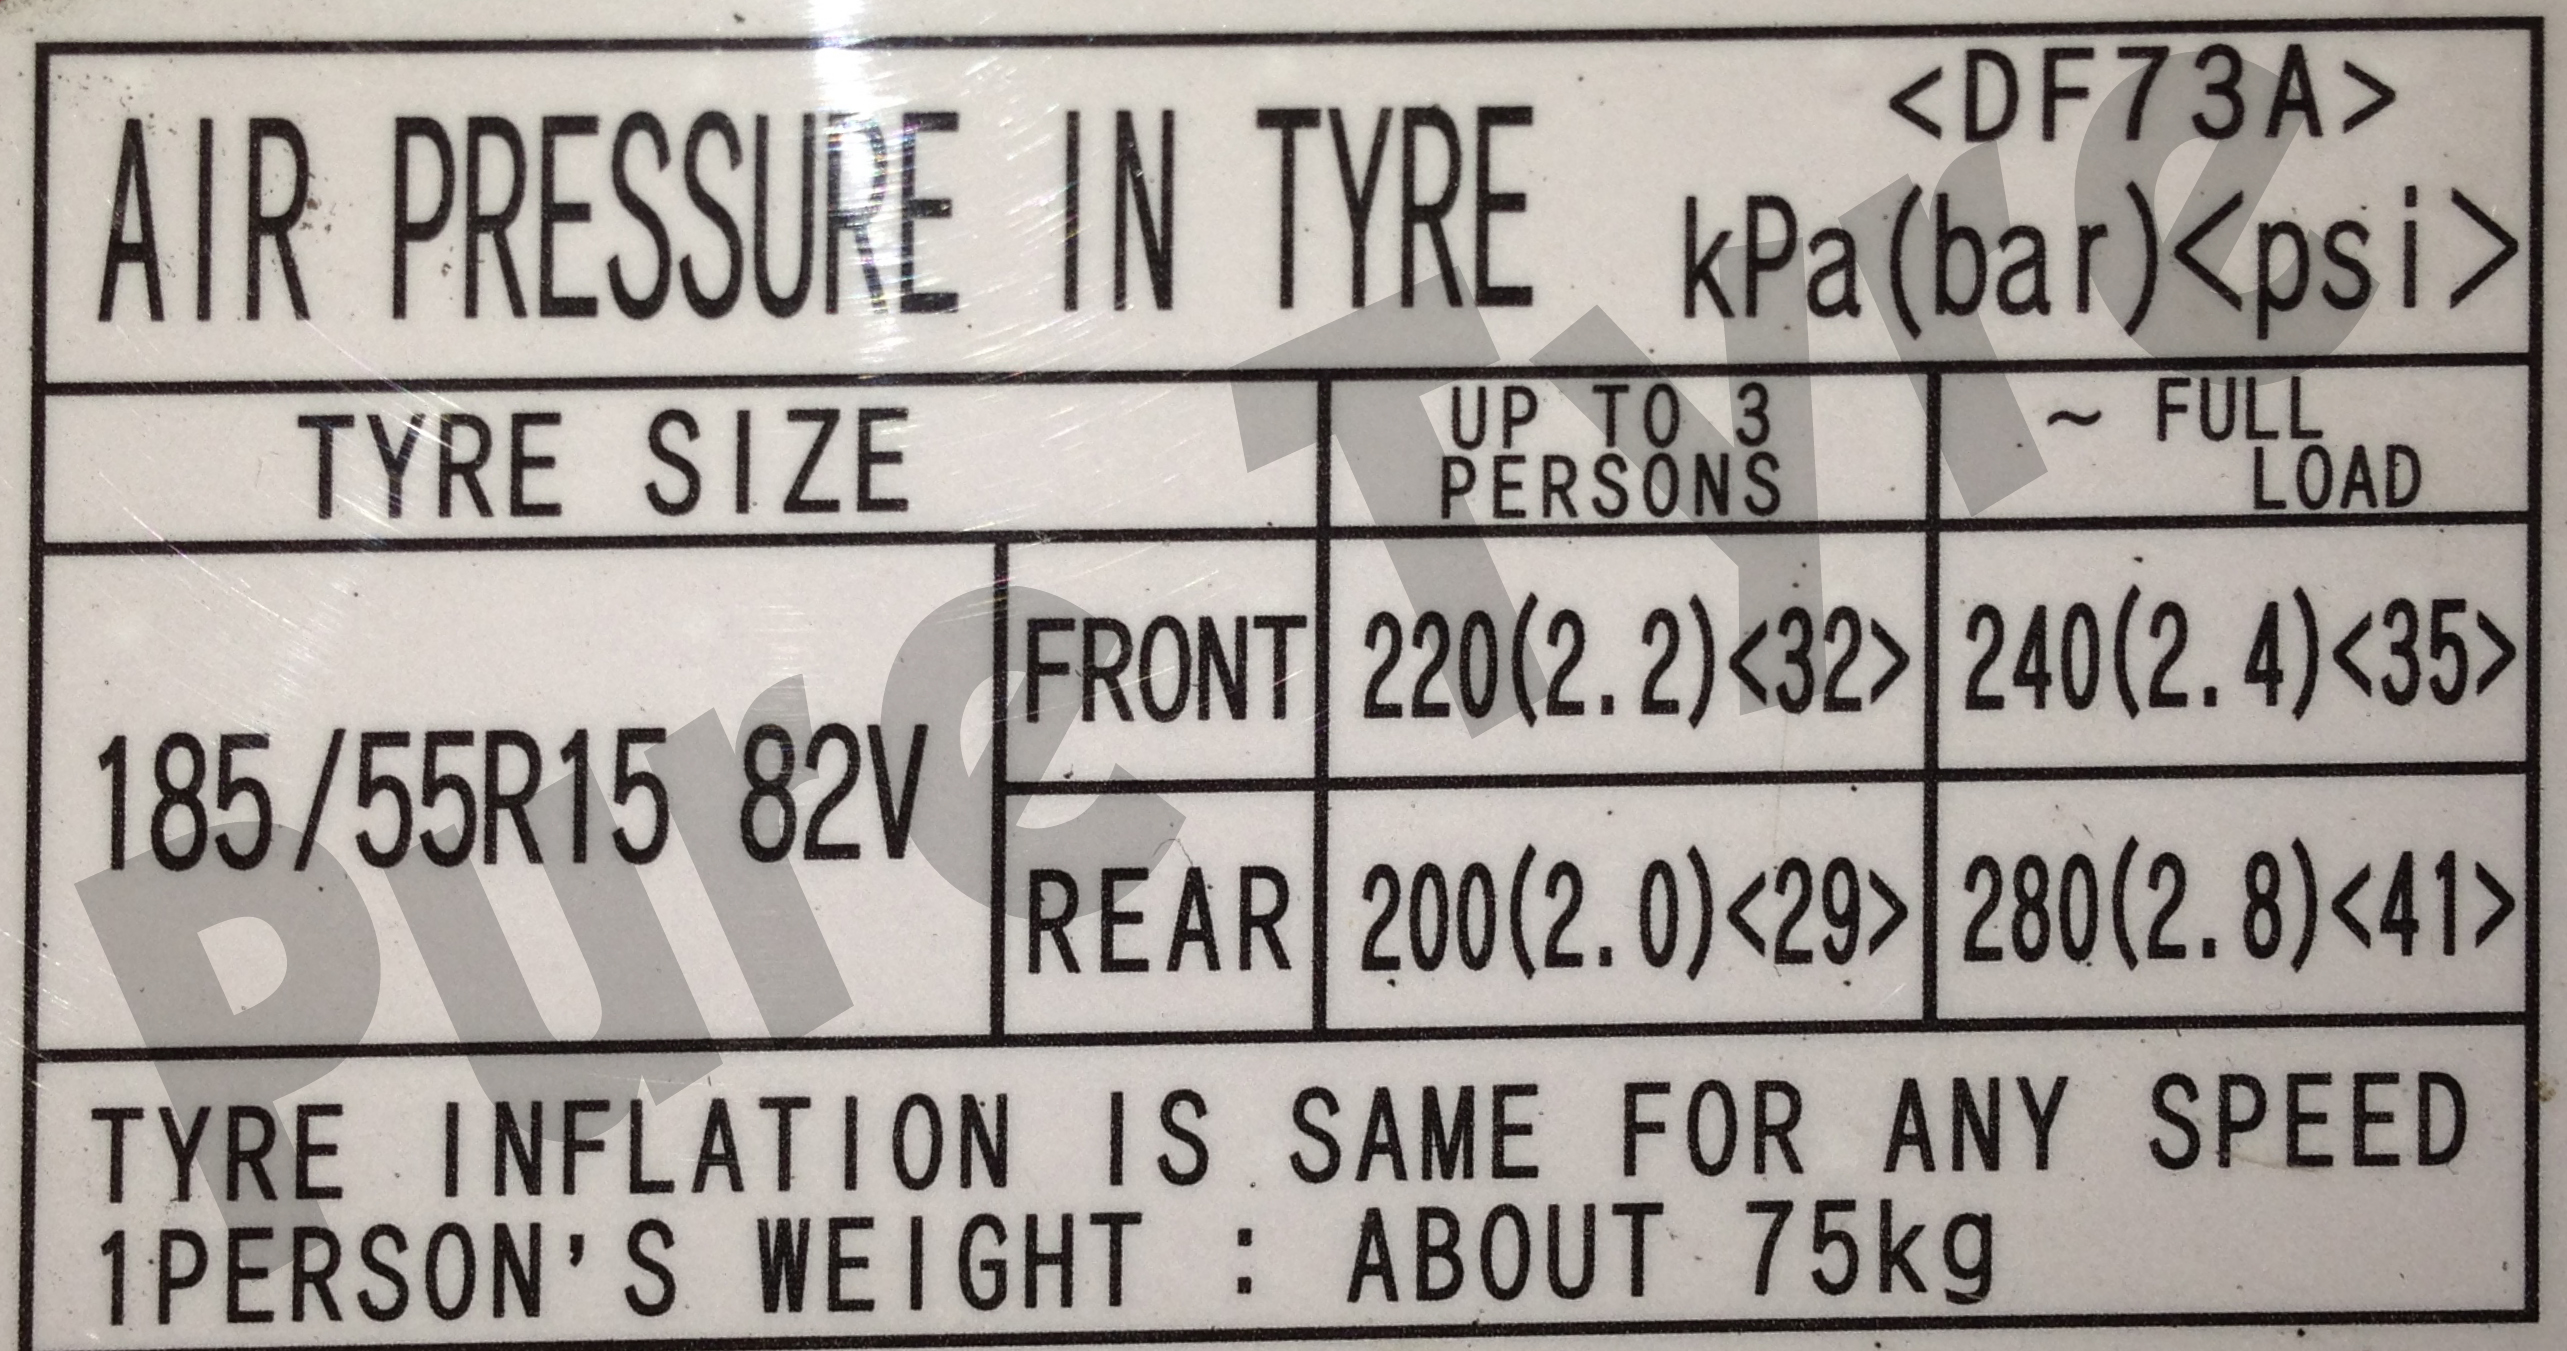 <DF73A>
AIR PRESSURE IN TYRE kPa(bar)<psi>
TYRE SIZE
UP TO 3
PERSONS
~ FULL
LOAD
185/55R15 82V
FRONT 220(2.2)<32> 240(2.4)<35>
REAR 200(2.0)<29> 280(2.8)<41>
TYRE INFLATION IS SAME FOR ANY SPEED
1PERSON'S WEIGHT : ABOUT 75kg
Pure Tyre